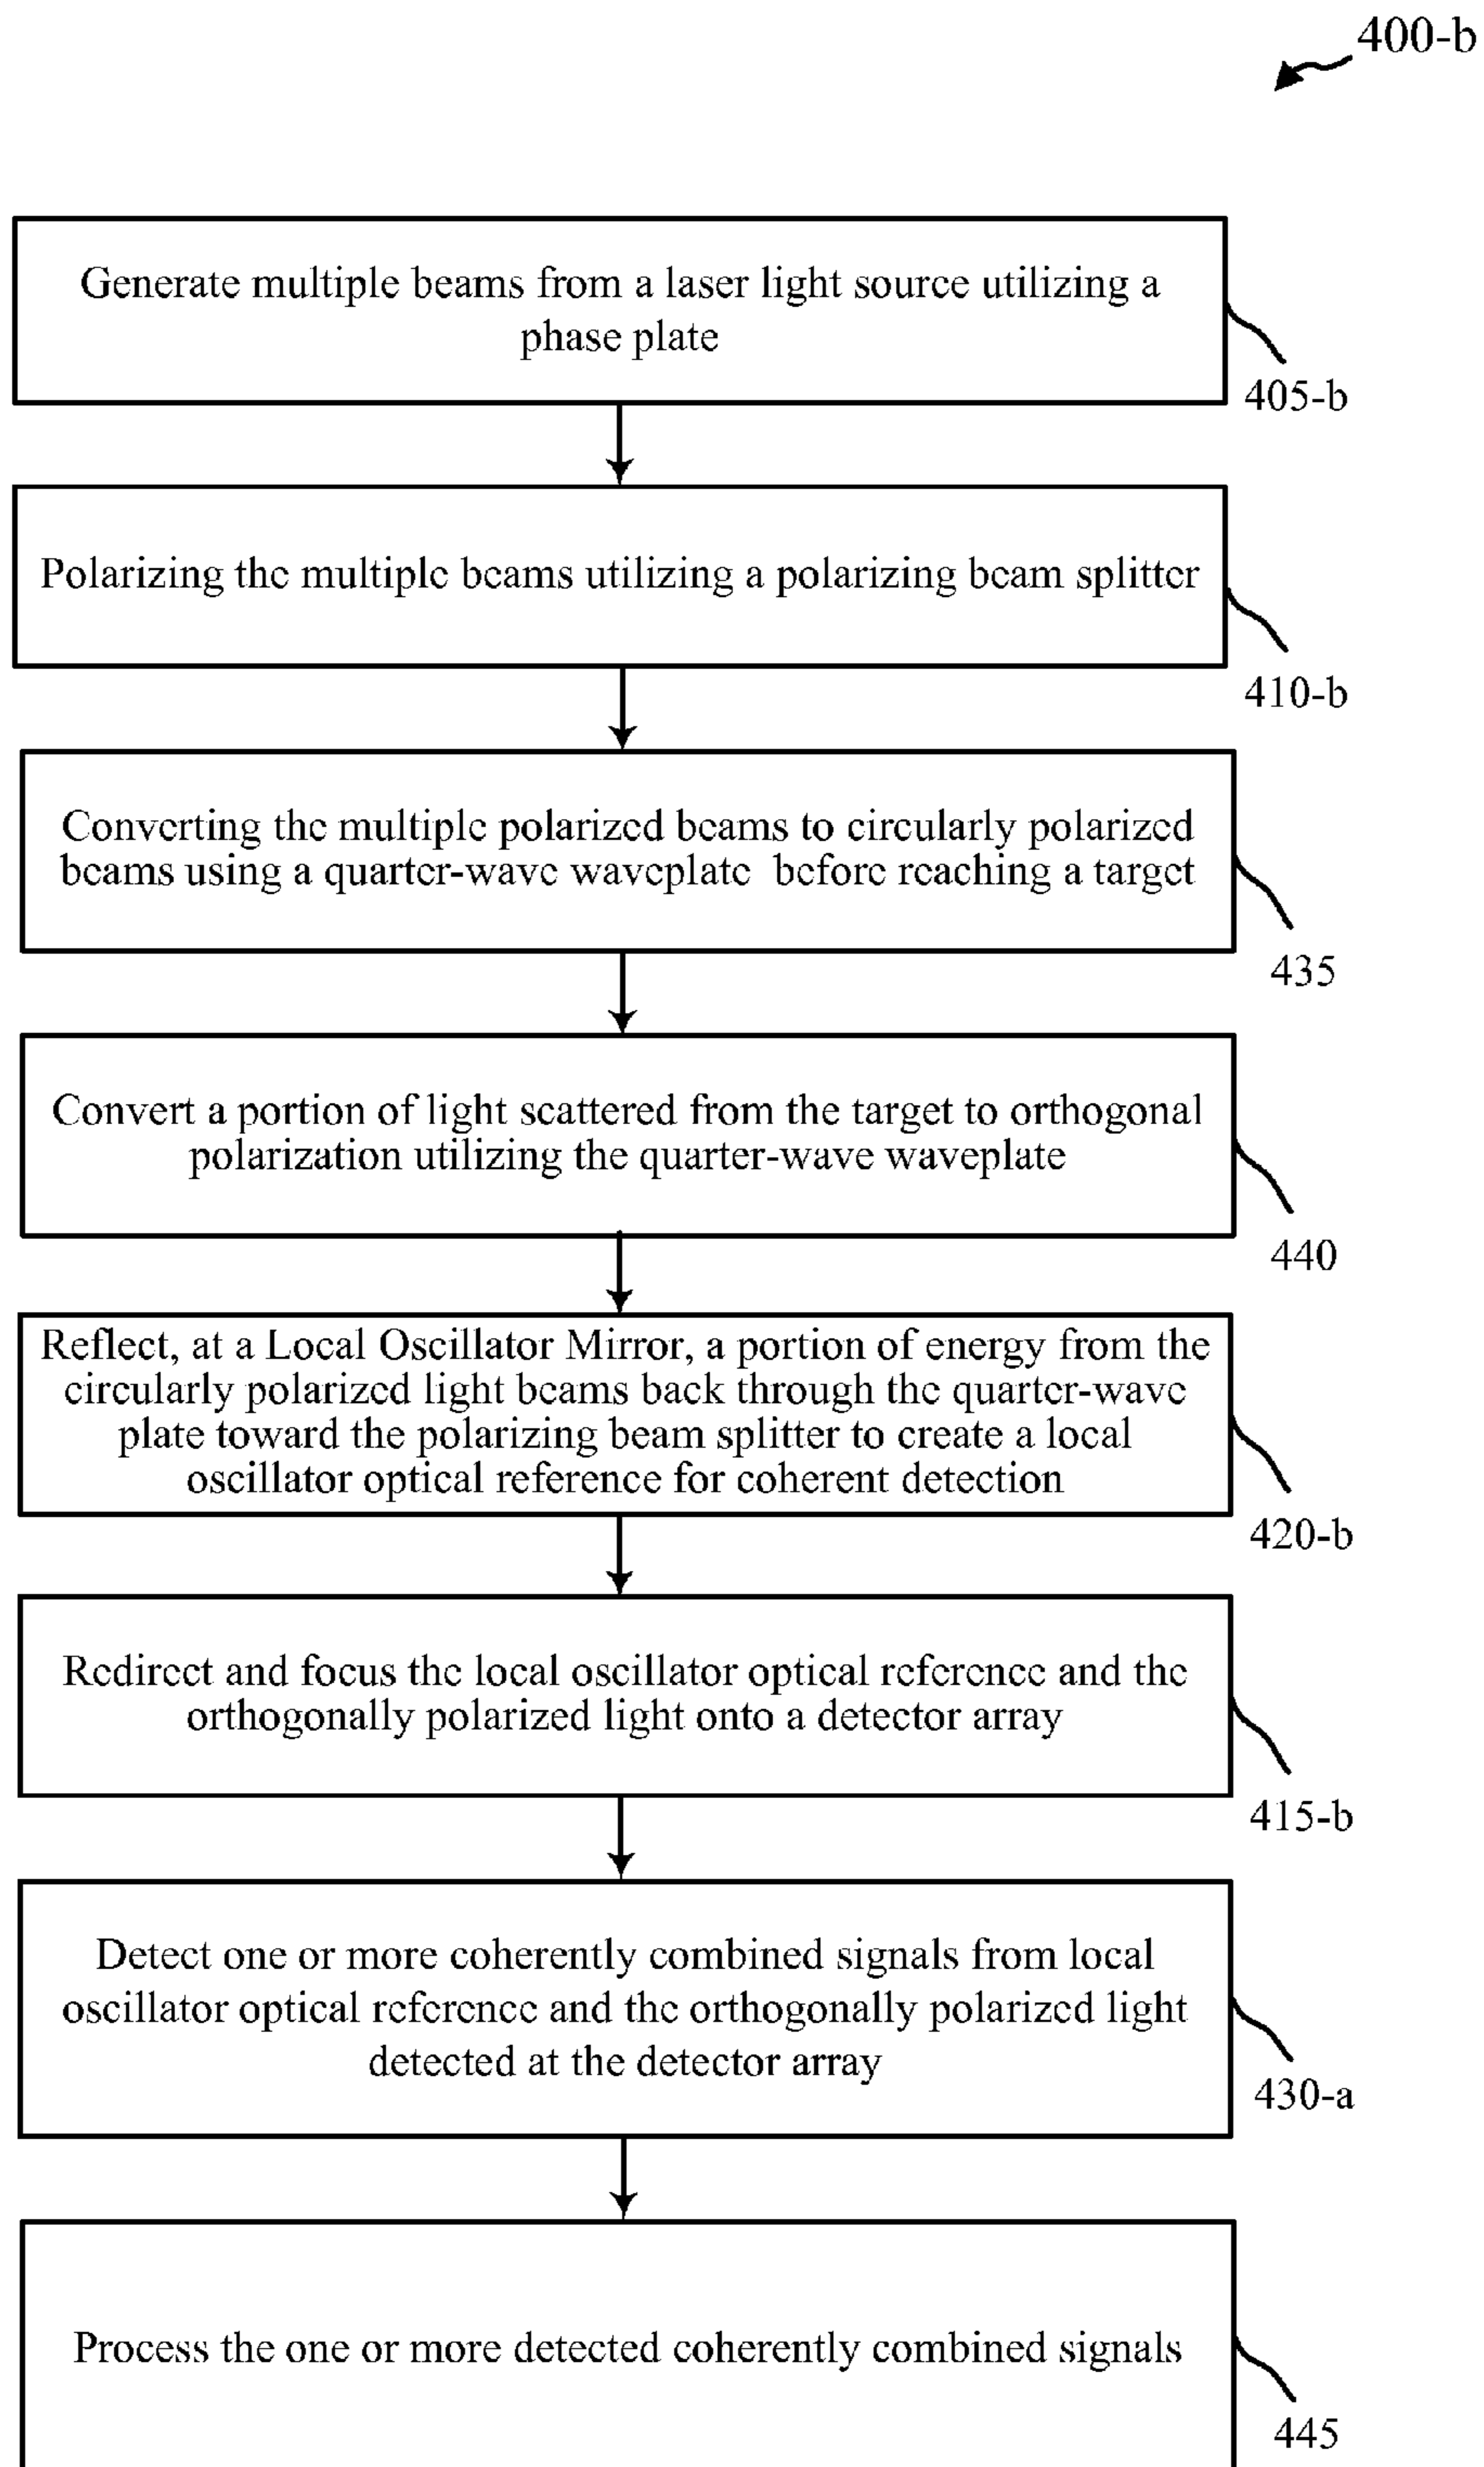 400-b
Generate multiple beams from a laser light source utilizing a
phase plate
405-b
Polarizing the multiple beams utilizing a polarizing beam splitter
410-b
Converting the multiple polarized beams to circularly polarized
beams using a quarter-wave waveplate before reaching a target
435
Convert a portion of light scattered from the target to orthogonal
polarization utilizing the quarter-wave waveplate
440
Reflect, at a Local Oscillator Mirror, a portion of energy from the
circularly polarized light beams back through the quarter-wave
plate toward the polarizing beam splitter to create a local
oscillator optical reference for coherent detection
420-b
Redirect and focus the local oscillator optical reference and the
orthogonally polarized light onto a detector array
415-b
Detect one or more coherently combined signals from local
oscillator optical reference and the orthogonally polarized light
detected at the detector array
430-a
Process the one or more detected coherently combined signals
445